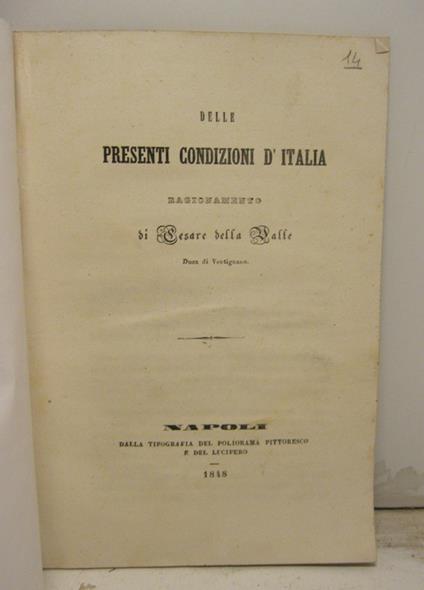 14
DELLE
PRESENTI CONDIZIONI D' ITALIA
RAGIONAMENTO
di Cesare della Valle
Duca di Ventignano.
NAPOLI
DALLA TIPOGRAFIA DEL POLIORAMA PITTORESCO
E DEL LUCIFERO
1848